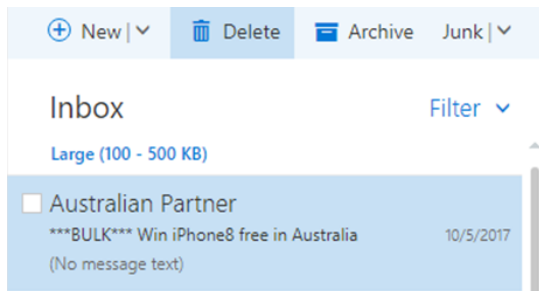 New | Delete Archive Junk |
Inbox Filter
Large (100 - 500 KB)
Australian Partner
***BULK*** Win iPhone8 free in Australia 10/5/2017
(No message text)